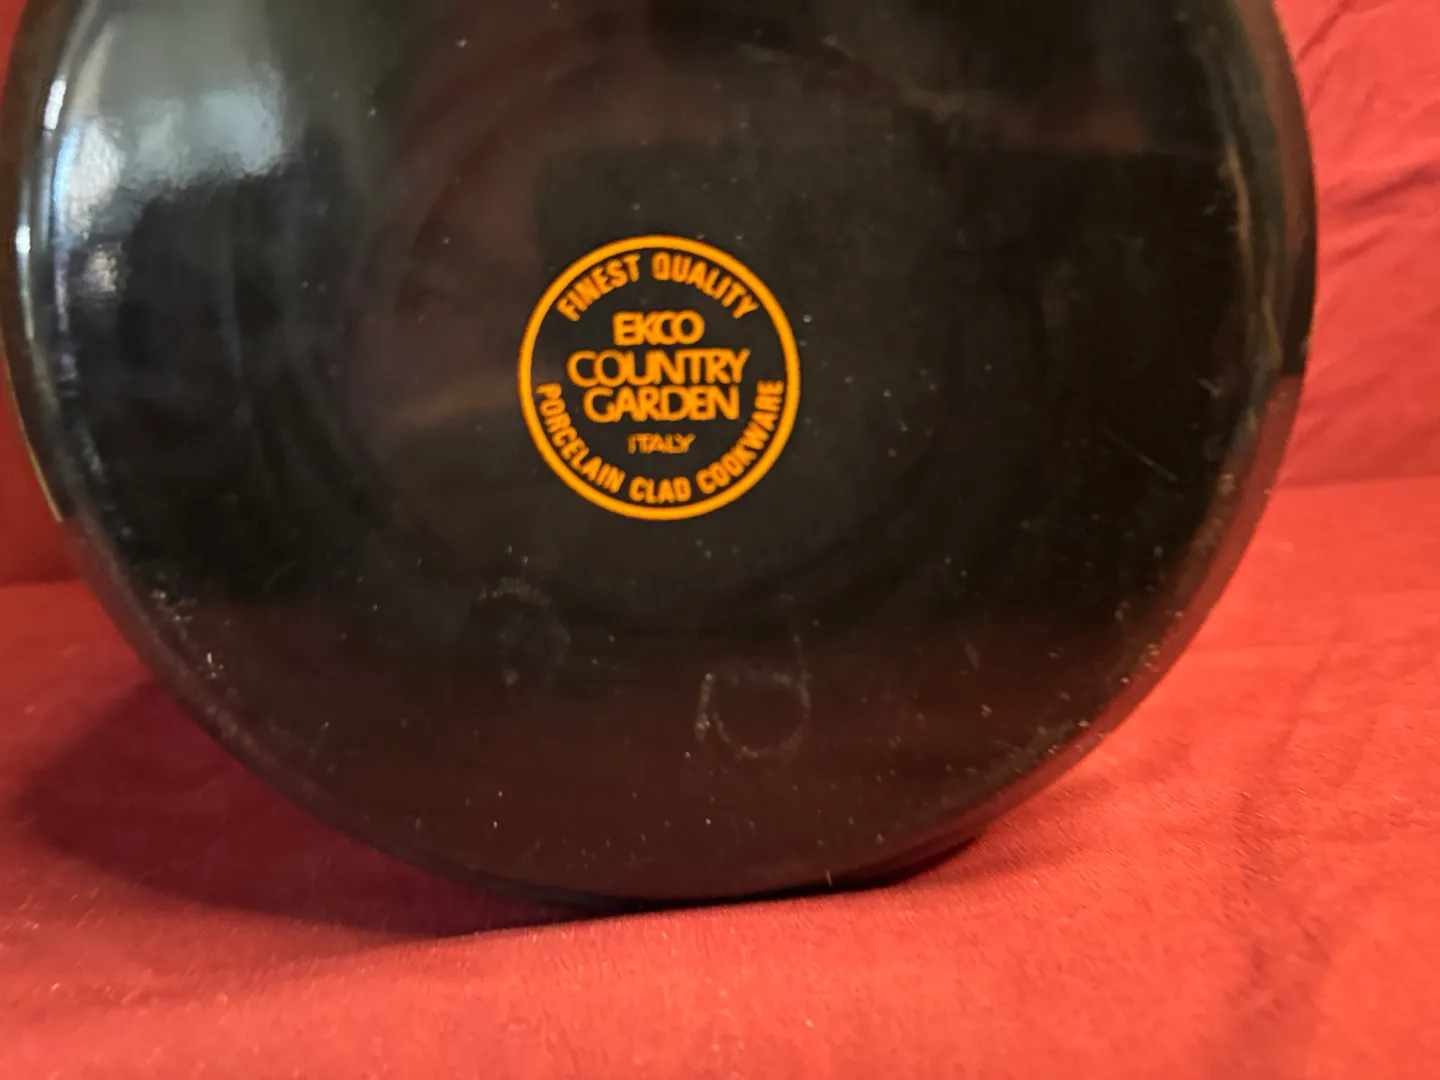 FINEST QUALITY
EKCO
COUNTRY
GARDEN
ITALY
PORCELAIN CLAD COOKWARE